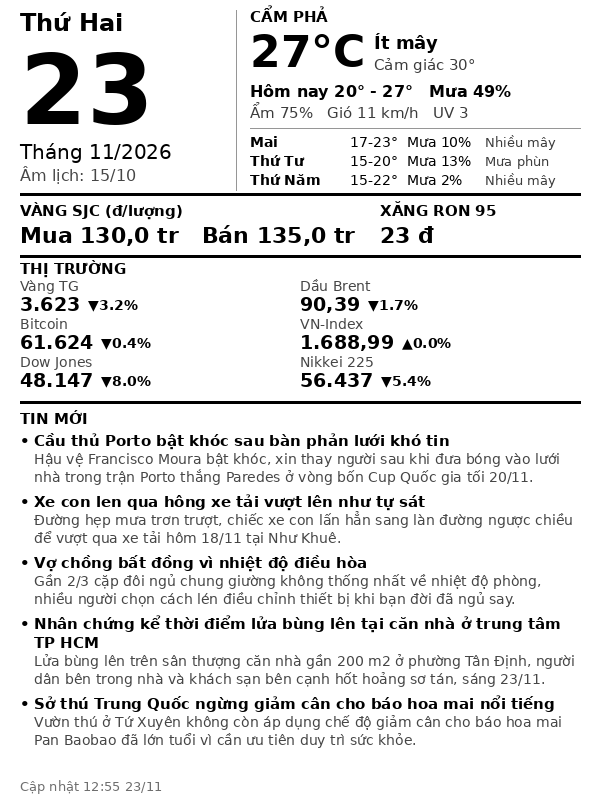 Thứ Hai
23
Tháng 11/2026
Âm lịch: 15/10
CẨM PHẢ
27°C Ít mây
Cảm giác 30°
Hôm nay 20° - 27° Mưa 49%
Ẩm 75% Gió 11 km/h UV 3
Mai 17-23° Mưa 10% Nhiều mây
Thứ Tư 15-20° Mưa 13% Mưa phùn
Thứ Năm 15-22° Mưa 2% Nhiều mây
VÀNG SJC (đ/lượng) XĂNG RON 95
Mua 130,0 tr Bán 135,0 tr 23 đ
THỊ TRƯỜNG
Vàng TG Dầu Brent
3.623 ▼3.2% 90,39 ▼1.7%
Bitcoin VN-Index
61.624 ▼0.4% 1.688,99 ▲0.0%
Dow Jones Nikkei 225
48.147 ▼8.0% 56.437 ▼5.4%
TIN MỚI
• Cầu thủ Porto bật khóc sau bàn phản lưới khó tin
Hậu vệ Francisco Moura bật khóc, xin thay người sau khi đưa bóng vào lưới
nhà trong trận Porto thắng Paredes ở vòng bốn Cup Quốc gia tối 20/11.
• Xe con len qua hông xe tải vượt lên như tự sát
Đường hẹp mưa trơn trượt, chiếc xe con lấn hẳn sang làn đường ngược chiều
để vượt qua xe tải hôm 18/11 tại Như Khuê.
• Vợ chồng bất đồng vì nhiệt độ điều hòa
Gần 2/3 cặp đôi ngủ chung giường không thống nhất về nhiệt độ phòng,
nhiều người chọn cách lén điều chỉnh thiết bị khi bạn đời đã ngủ say.
• Nhân chứng kể thời điểm lửa bùng lên tại căn nhà ở trung tâm
TP HCM
Lửa bùng lên trên sân thượng căn nhà gần 200 m2 ở phường Tân Định, người
dân bên trong nhà và khách sạn bên cạnh hốt hoảng sơ tán, sáng 23/11.
• Sở thú Trung Quốc ngừng giảm cân cho báo hoa mai nổi tiếng
Vườn thú ở Tứ Xuyên không còn áp dụng chế độ giảm cân cho báo hoa mai
Pan Baobao đã lớn tuổi vì cần ưu tiên duy trì sức khỏe.
Cập nhật 12:55 23/11